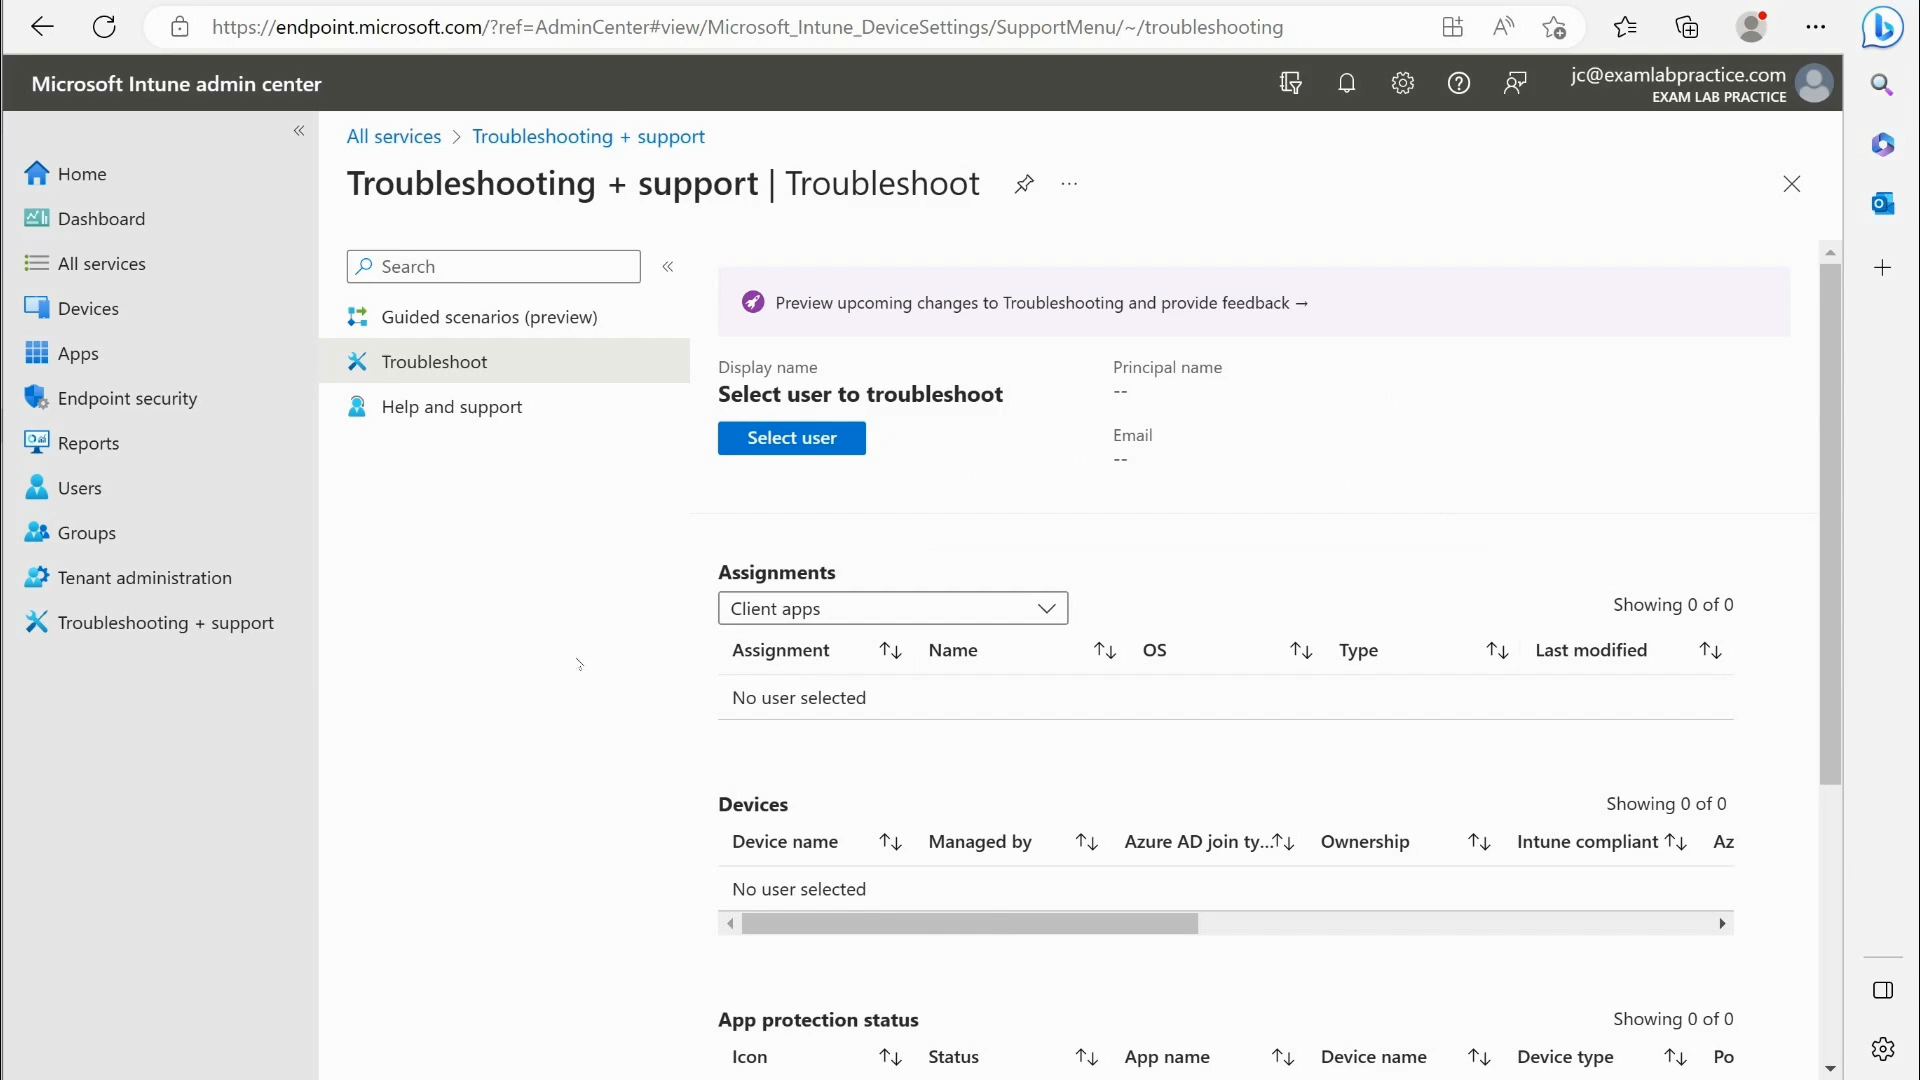 https://endpoint.microsoft.com/?ref=AdminCenter#view/Microsoft_Intune_DeviceSettings/SupportMenu/~/troubleshooting
Microsoft Intune admin center
jc@examlabpractice.com
EXAM LAB PRACTICE
Home
Dashboard
All services
Devices
Apps
Endpoint security
Reports
Users
Groups
Tenant administration
Troubleshooting + support
All services > Troubleshooting + support
Troubleshooting + support | Troubleshoot
Search
Guided scenarios (preview)
Troubleshoot
Help and support
Preview upcoming changes to Troubleshooting and provide feedback →
Display name
Select user to troubleshoot
Select user
Principal name
--
Email
--
Assignments
Client apps
Showing 0 of 0
Assignment Name OS Type Last modified
No user selected
Devices
Showing 0 of 0
Device name Managed by Azure AD join ty... Ownership Intune compliant Az
No user selected
App protection status
Showing 0 of 0
Icon Status App name Device name Device type Po